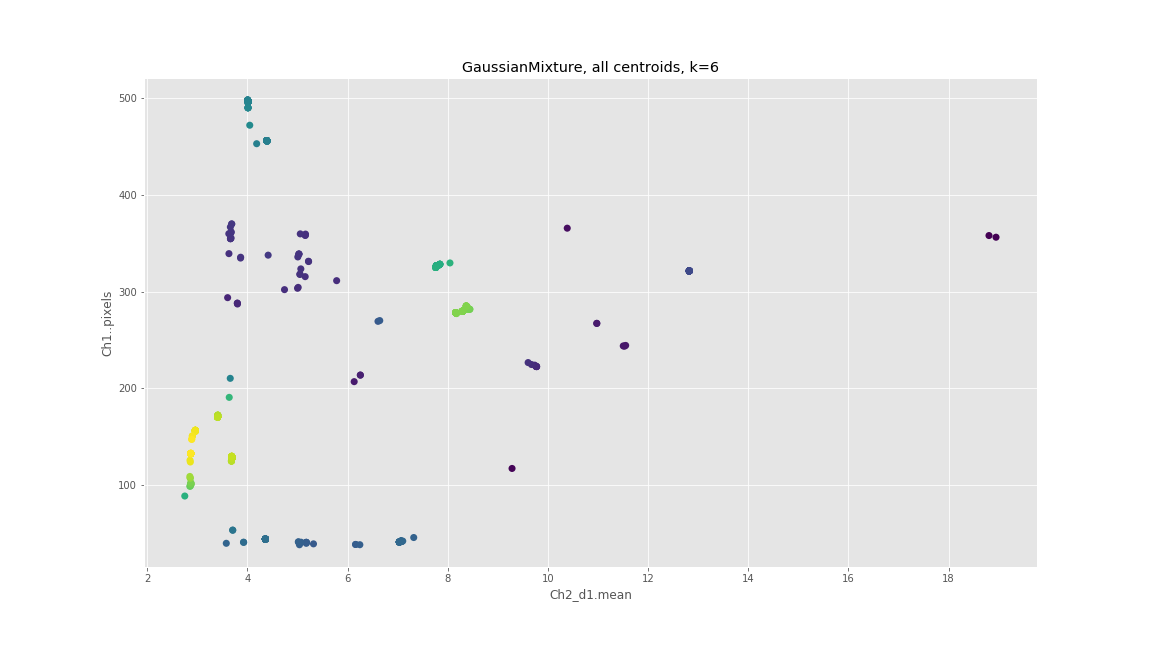 GaussianMixture, all centroids, k=6
500
400
300
200
100
Ch1..pixels
2 4 6 8 10 12 14 16 18
Ch2_d1.mean